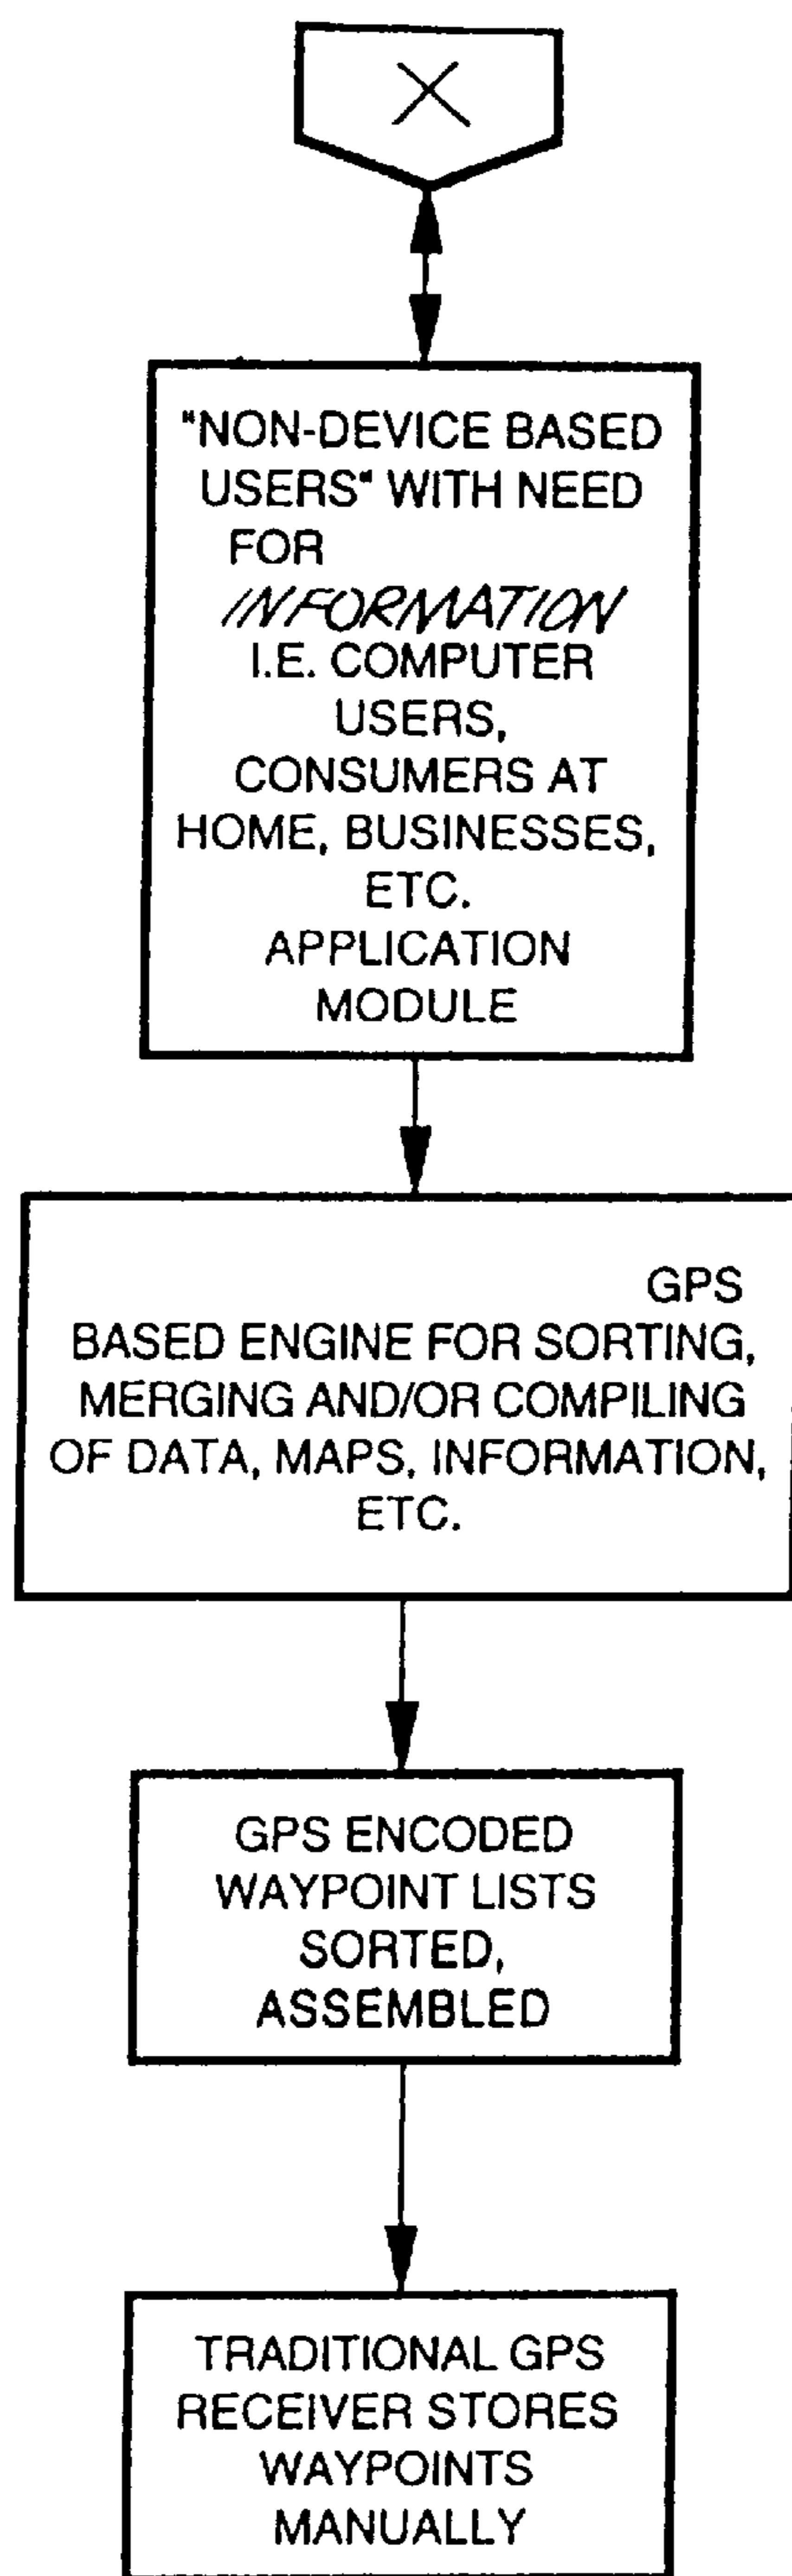 X
"NON-DEVICE BASED
USERS" WITH NEED
FOR
INFORMATION
I.E. COMPUTER
USERS,
CONSUMERS AT
HOME, BUSINESSES,
ETC.
APPLICATION
MODULE
GPS
BASED ENGINE FOR SORTING,
MERGING AND/OR COMPILING
OF DATA, MAPS, INFORMATION,
ETC.
GPS ENCODED
WAYPOINT LISTS
SORTED,
ASSEMBLED
TRADITIONAL GPS
RECEIVER STORES
WAYPOINTS
MANUALLY